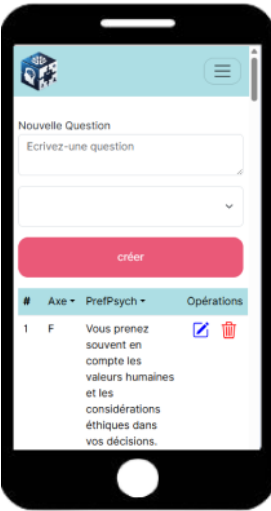 Nouvelle Question
Ecrivez-une question
créer
# Axe PrefPsych Opérations
1 F Vous prenez
souvent en
compte les
valeurs humaines
et les
considérations
éthiques dans
vos décisions.